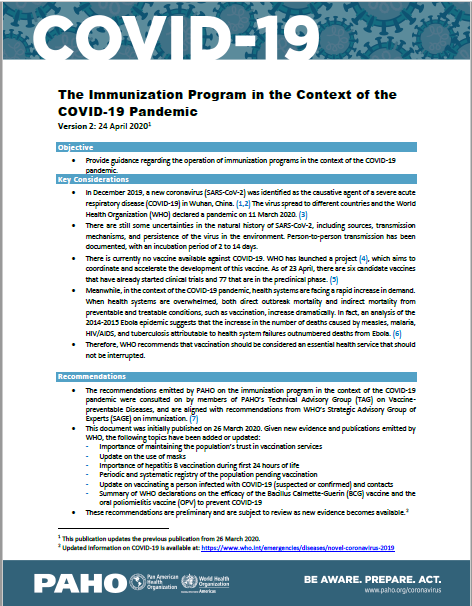 COVID-19
The Immunization Program in the Context of the
COVID-19 Pandemic
Version 2: 24 April 2020¹
Objective
• Provide guidance regarding the operation of immunization programs in the context of the COVID-19
pandemic.
Key Considerations
• In December 2019, a new coronavirus (SARS-CoV-2) was identified as the causative agent of a severe acute
respiratory disease (COVID-19) in Wuhan, China. (1,2) The virus spread to different countries and the World
Health Organization (WHO) declared a pandemic on 11 March 2020. (3)
• There are still some uncertainties in the natural history of SARS-CoV-2, including sources, transmission
mechanisms, and persistence of the virus in the environment. Person-to-person transmission has been
documented, with an incubation period of 2 to 14 days.
• There is currently no vaccine available against COVID-19. WHO has launched a project (4), which aims to
coordinate and accelerate the development of this vaccine. As of 23 April, there are six candidate vaccines
that have already started clinical trials and 77 that are in the preclinical phase. (5)
• Meanwhile, in the context of the COVID-19 pandemic, health systems are facing a rapid increase in demand.
When health systems are overwhelmed, both direct outbreak mortality and indirect mortality from
preventable and treatable conditions, such as vaccination, increase dramatically. In fact, an analysis of the
2014-2015 Ebola epidemic suggests that the increase in the number of deaths caused by measles, malaria,
HIV/AIDS, and tuberculosis attributable to health system failures outnumbered deaths from Ebola. (6)
• Therefore, WHO recommends that vaccination should be considered an essential health service that should
not be interrupted.
Recommendations
• The recommendations emitted by PAHO on the immunization program in the context of the COVID-19
pandemic were consulted on by members of PAHO's Technical Advisory Group (TAG) on Vaccine-
preventable Diseases, and are aligned with recommendations from WHO's Strategic Advisory Group of
Experts (SAGE) on immunization. (7)
• This document was initially published on 26 March 2020. Given new evidence and publications emitted by
WHO, the following topics have been added or updated:
- Importance of maintaining the population's trust in vaccination services
- Update on the use of masks
- Importance of hepatitis B vaccination during first 24 hours of life
- Periodic and systematic registry of the population pending vaccination
- Update on vaccinating a person infected with COVID-19 (suspected or confirmed) and contacts
- Summary of WHO declarations on the efficacy of the Bacillus Calmette-Guerin (BCG) vaccine and the
oral poliomielitis vaccine (OPV) to prevent COVID-19
• These recommendations are preliminary and are subject to review as new evidence becomes available.²
¹ This publication updates the previous publication from 26 March 2020.
² Updated information on COVID-19 is available at: https://www.who.int/emergencies/diseases/novel-coronavirus-2019
PAHO Pan American Health Organization World Health Organization Americas
BE AWARE. PREPARE. ACT.
www.paho.org/coronavirus